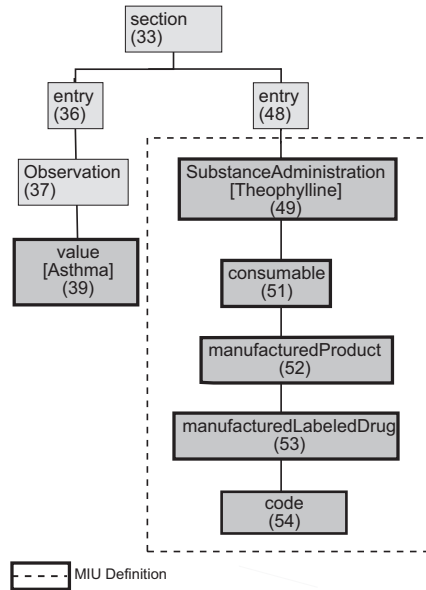 section
(33)
entry
(36)
entry
(48)
Observation
(37)
SubstanceAdministration
[Theophylline]
(49)
value
[Asthma]
(39)
consumable
(51)
manufacturedProduct
(52)
manufacturedLabeledDrug
(53)
code
(54)
MIU Definition